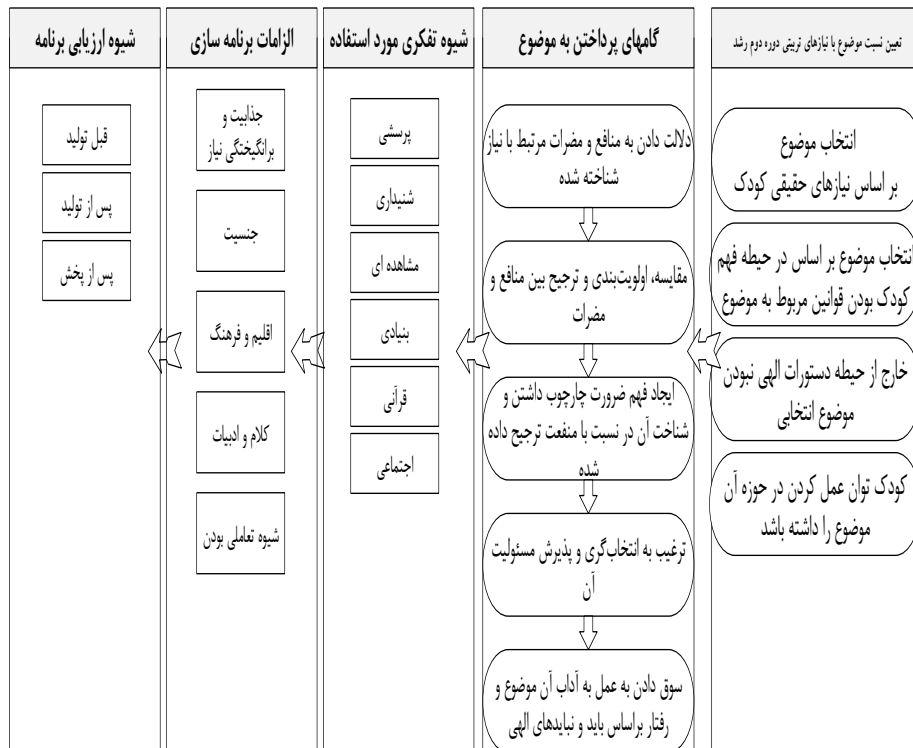 تعیین نسبت موضوع با نیازهای تربیتی دوره دوم رشد
انتخاب موضوع
بر اساس نیازهای حقیقی کودک
انتخاب موضوع بر اساس در حیطه فهم
کودک بودن قوانین مربوط به موضوع
خارج از حیطه دستورات الهی نبودن
موضوع انتخابی
کودک توان عمل کردن در حوزه آن
موضوع را داشته باشد
گامهای پرداختن به موضوع
دلالت دادن به منافع و مضرات مرتبط با نیاز
شناخته شده
مقایسه، اولویت‌بندی و ترجیح بین منافع و
مضرات
ایجاد فهم ضرورت چارچوب داشتن و
شناخت آن در نسبت با منفعت ترجیح داده
شده
ترغیب به انتخاب‌گری و پذیرش مسئولیت
آن
سوق دادن به عمل به آداب آن موضوع و
رفتار براساس باید و نبایدهای الهی
شیوه تفکری مورد استفاده
پرسشی
شنیداری
مشاهده ای
بنیادی
قرآنی
اجتماعی
الزامات برنامه سازی
جذابیت و
برانگیختگی نیاز
جنسیت
اقلیم و فرهنگ
کلام و ادبیات
شیوه تعاملی بودن
شیوه ارزیابی برنامه
قبل تولید
پس از تولید
پس از پخش